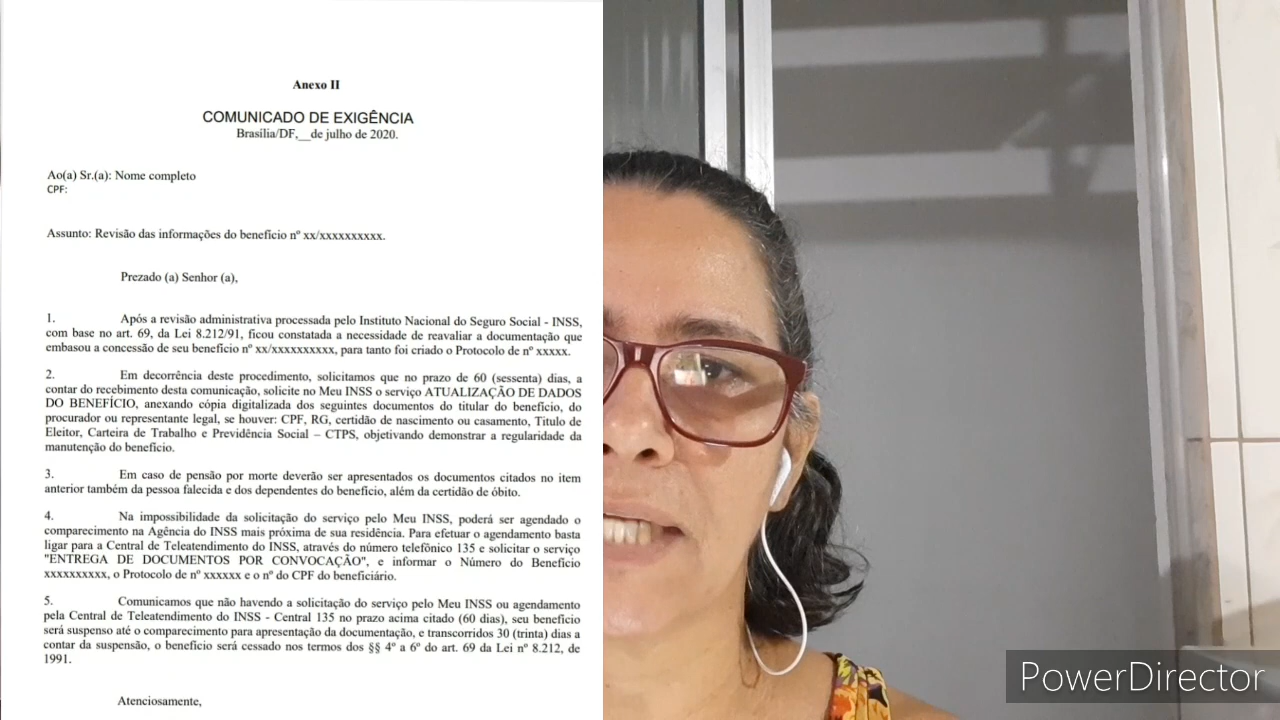 Anexo II
COMUNICADO DE EXIGÊNCIA
Brasília/DF,__de julho de 2020.
Ao(a) Sr.(a): Nome completo
CPF:
Assunto: Revisão das informações do benefício nº xx/xxxxxxxxxx.
Prezado (a) Senhor (a),
1. Após a revisão administrativa processada pelo Instituto Nacional do Seguro Social - INSS,
com base no art. 69, da Lei 8.212/91, ficou constatada a necessidade de reavaliar a documentação que
embasou a concessão de seu benefício nº xx/xxxxxxxxxx, para tanto foi criado o Protocolo de nº xxxxx.
2. Em decorrência deste procedimento, solicitamos que no prazo de 60 (sessenta) dias, a
contar do recebimento desta comunicação, solicite no Meu INSS o serviço ATUALIZAÇÃO DE DADOS
DO BENEFÍCIO, anexando cópia digitalizada dos seguintes documentos do titular do benefício, do
procurador ou representante legal, se houver: CPF, RG, certidão de nascimento ou casamento, Titulo de
Eleitor, Carteira de Trabalho e Previdência Social – CTPS, objetivando demonstrar a regularidade da
manutenção do benefício.
3. Em caso de pensão por morte deverão ser apresentados os documentos citados no item
anterior também da pessoa falecida e dos dependentes do benefício, além da certidão de óbito.
4. Na impossibilidade da solicitação do serviço pelo Meu INSS, poderá ser agendado o
comparecimento na Agência do INSS mais próxima de sua residência. Para efetuar o agendamento basta
ligar para a Central de Teleatendimento do INSS, através do número telefônico 135 e solicitar o serviço
"ENTREGA DE DOCUMENTOS POR CONVOCAÇÃO", e informar o Número do Benefício
xxxxxxxxxx, o Protocolo de nº xxxxxx e o nº do CPF do beneficiário.
5. Comunicamos que não havendo a solicitação do serviço pelo Meu INSS ou agendamento
pela Central de Teleatendimento do INSS - Central 135 no prazo acima citado (60 dias), seu benefício
será suspenso até o comparecimento para apresentação da documentação, e transcorridos 30 (trinta) dias a
contar da suspensão, o benefício será cessado nos termos dos §§ 4º a 6º do art. 69 da Lei nº 8.212, de
1991.
Atenciosamente,
PowerDirector